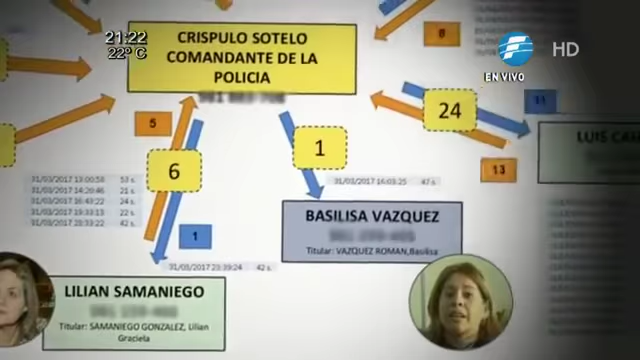 21:22
22° C
EN VIVO
HD
CRISPULO SOTELO
COMANDANTE DE LA
POLICIA
8
11
24
13
5
6
1
1
31/03/2017 13:00:58 53 s.
31/03/2017 14:20:46 21 s.
31/03/2017 16:43:22 24 s.
31/03/2017 19:33:13 22 s.
31/03/2017 23:33:22 42 s.
31/03/2017 16:03:25 47 s.
31/03/2017 23:39:24 42 s.
BASILISA VAZQUEZ
Titular: VAZQUEZ ROMAN,Basilisa
LILIAN SAMANIEGO
Titular: SAMANIEGO GONZALEZ, Lilian
Graciela
LUIS